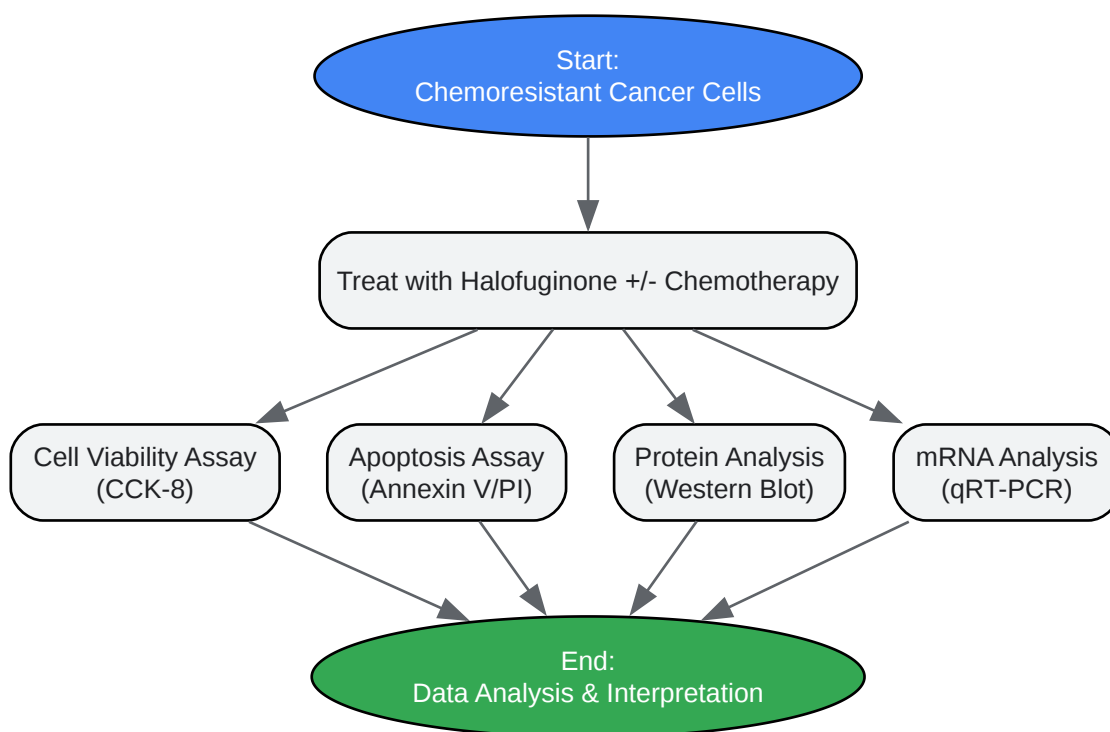 Start:
Chemoresistant Cancer Cells
Treat with Halofuginone +/- Chemotherapy
Cell Viability Assay
(CCK-8)
Apoptosis Assay
(Annexin V/PI)
Protein Analysis
(Western Blot)
mRNA Analysis
(qRT-PCR)
End:
Data Analysis & Interpretation